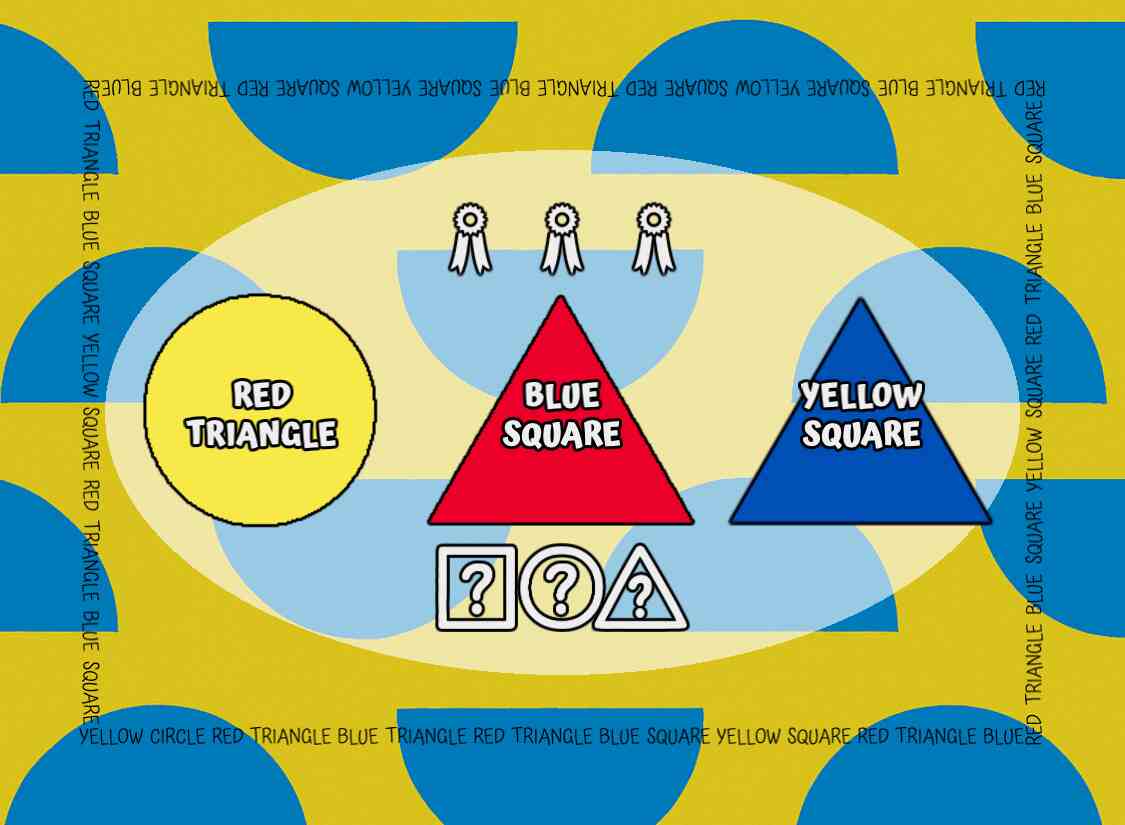 RED TRIANGLE BLUE SQUARE YELLOW SQUARE RED TRIANGLE BLUE SQUARE YELLOW SQUARE RED TRIANGLE BLUE
RED TRIANGLE BLUE SQUARE YELLOW SQUARE RED TRIANGLE BLUE SQUARE
RED
TRIANGLE
BLUE
SQUARE
YELLOW
SQUARE
? ? ?
RED TRIANGLE BLUE SQUARE YELLOW SQUARE RED TRIANGLE BLUE SQUARE
YELLOW CIRCLE RED TRIANGLE BLUE TRIANGLE RED TRIANGLE BLUE SQUARE YELLOW SQUARE RED TRIANGLE BLUE